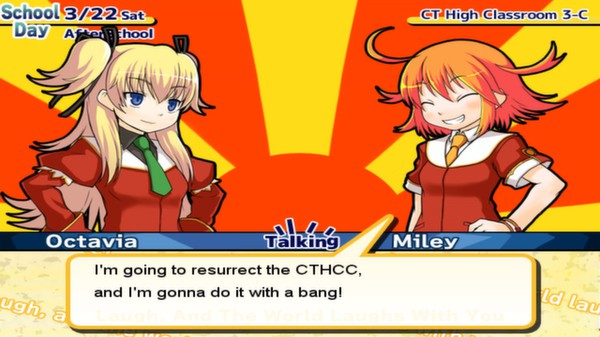 School
Day
3/22 Sat
After School
CT High Classroom 3-C
Octavia
Talking
Miley
I'm going to resurrect the CTHCC,
and I'm gonna do it with a bang!
Laugh, And The World Laughs With You